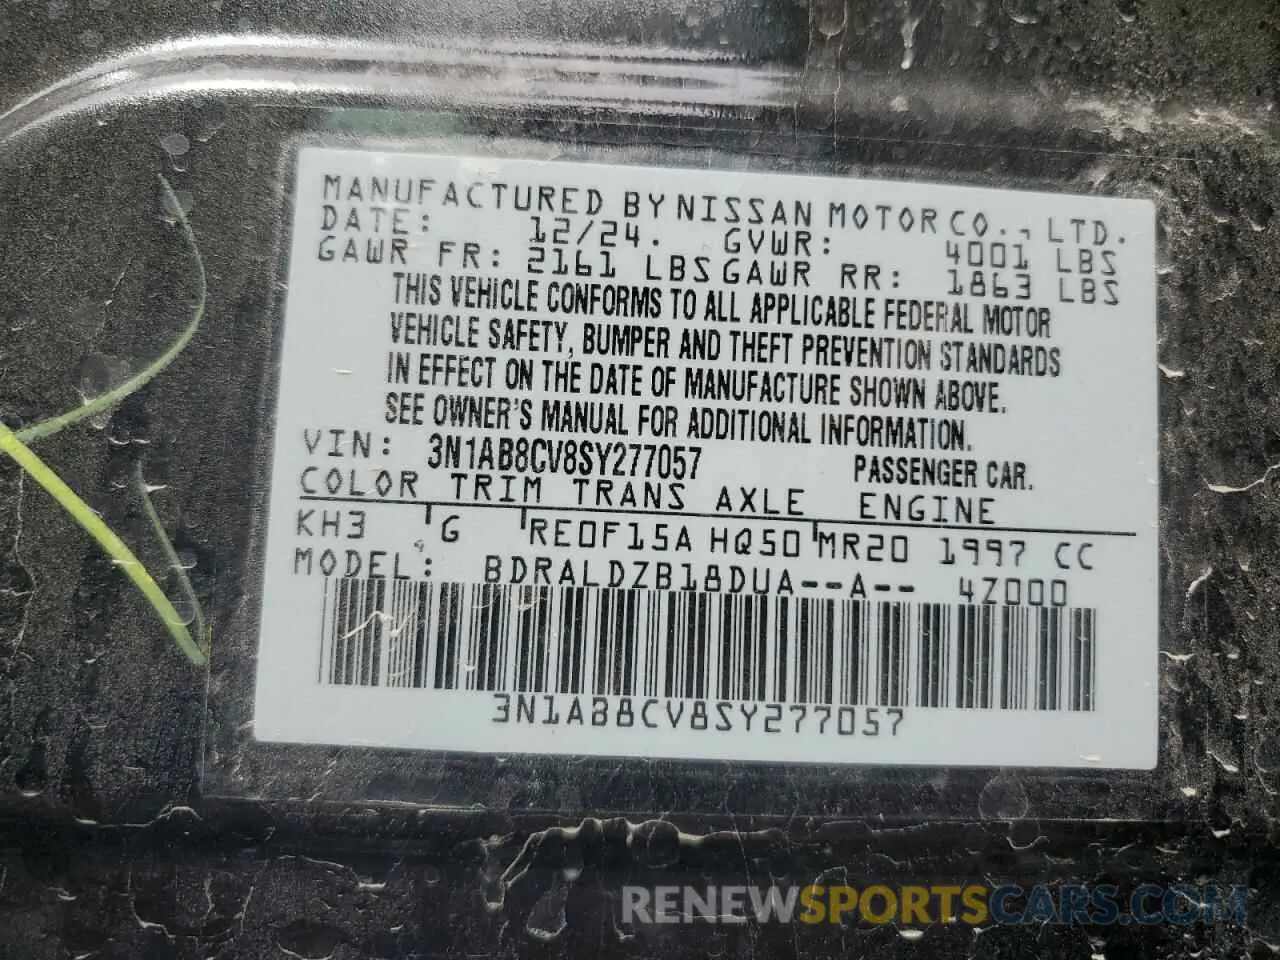 MANUFACTURED BY NISSAN MOTOR CO., LTD.
DATE: 12/24. GVWR: 4001 LBS
GAWR FR: 2161 LBS GAWR RR: 1863 LBS
THIS VEHICLE CONFORMS TO ALL APPLICABLE FEDERAL MOTOR
VEHICLE SAFETY, BUMPER AND THEFT PREVENTION STANDARDS
IN EFFECT ON THE DATE OF MANUFACTURE SHOWN ABOVE.
SEE OWNER'S MANUAL FOR ADDITIONAL INFORMATION.
VIN: 3N1AB8CV8SY277057 PASSENGER CAR.
COLOR TRIM TRANS AXLE ENGINE
KH3 G RE0F15A HQ50 MR20 1997 CC
MODEL: BDRALDZB18DUA--A-- 4Z000
3N1AB8CV8SY277057
RENEWSPORTSCARS.COM